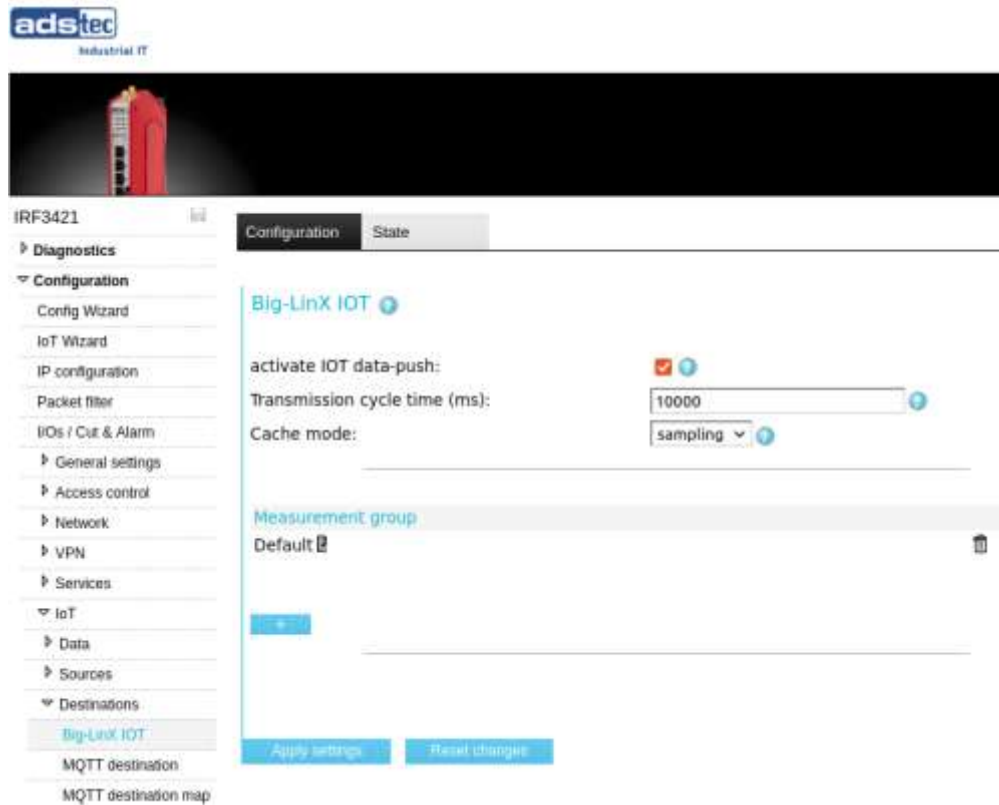 adstec
Industrial IT
IRF3421
Diagnostics
Configuration
Config Wizard
IoT Wizard
IP configuration
Packet filter
I/Os / Cut & Alarm
General settings
Access control
Network
VPN
Services
IoT
Data
Sources
Destinations
Big-LinX IOT
MQTT destination
MQTT destination map
Configuration State
Big-LinX IOT
activate IOT data-push:
Transmission cycle time (ms): 10000
Cache mode: sampling
Measurement group
Default
+
Apply settings Reset changes